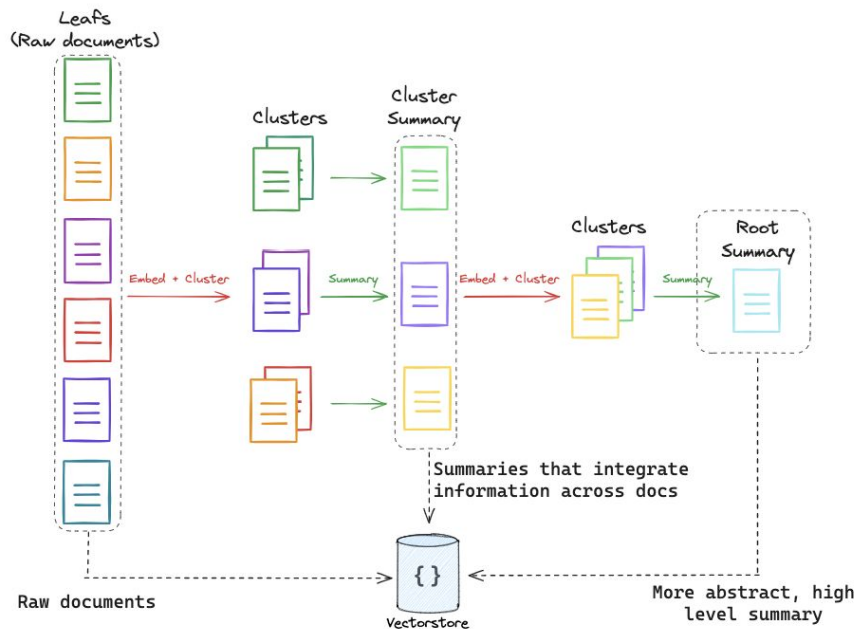 Leafs
(Raw documents)
Clusters
Cluster
Summary
Clusters
Root
Summary
Embed + Cluster
Summary
Embed + Cluster
Summary
Summaries that integrate
information across docs
{}
Raw documents
Vectorstore
More abstract, high
level summary